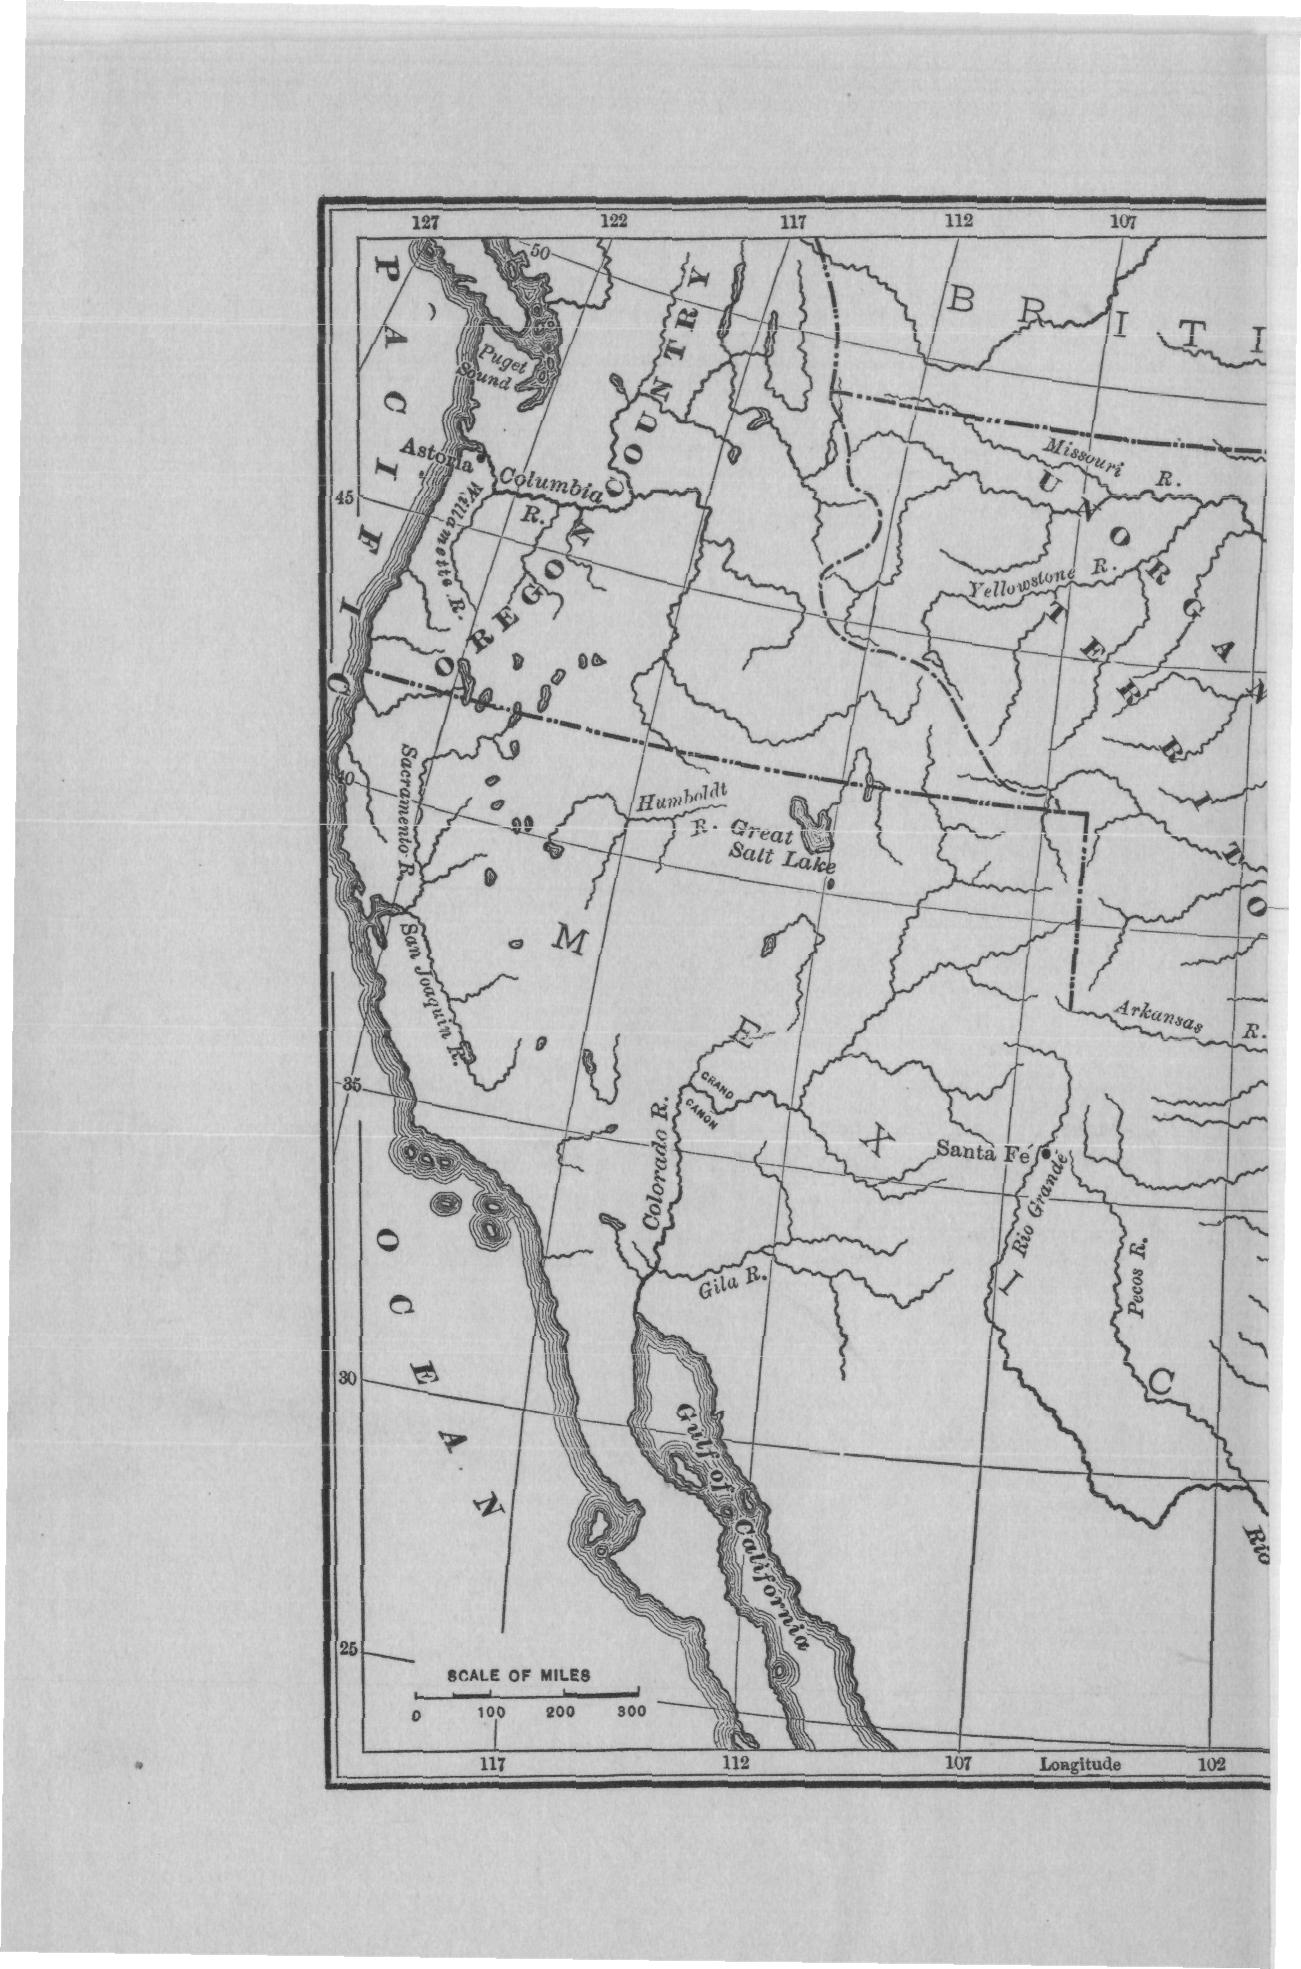 127 122 117 112 107
50
PACIFIC
BRITI
COUNTRY
Puget
Sound
Astoria
Columbia
R.
Missouri R.
45
Willamette R.
OREGON
UNORGAN
Yellowstone R.
TERRITO
Sacramento R.
40
Humboldt
R.
Great
Salt Lake
San Joaquin R.
MEXIC
Arkansas R.
35
GRAND
CAÑON
Colorado R.
Santa Fé
Rio Grande
Pecos R.
Gila R.
OCEAN
30
Gulf of California
Rio
25
SCALE OF MILES
0 100 200 300
117 112 107 Longitude 102